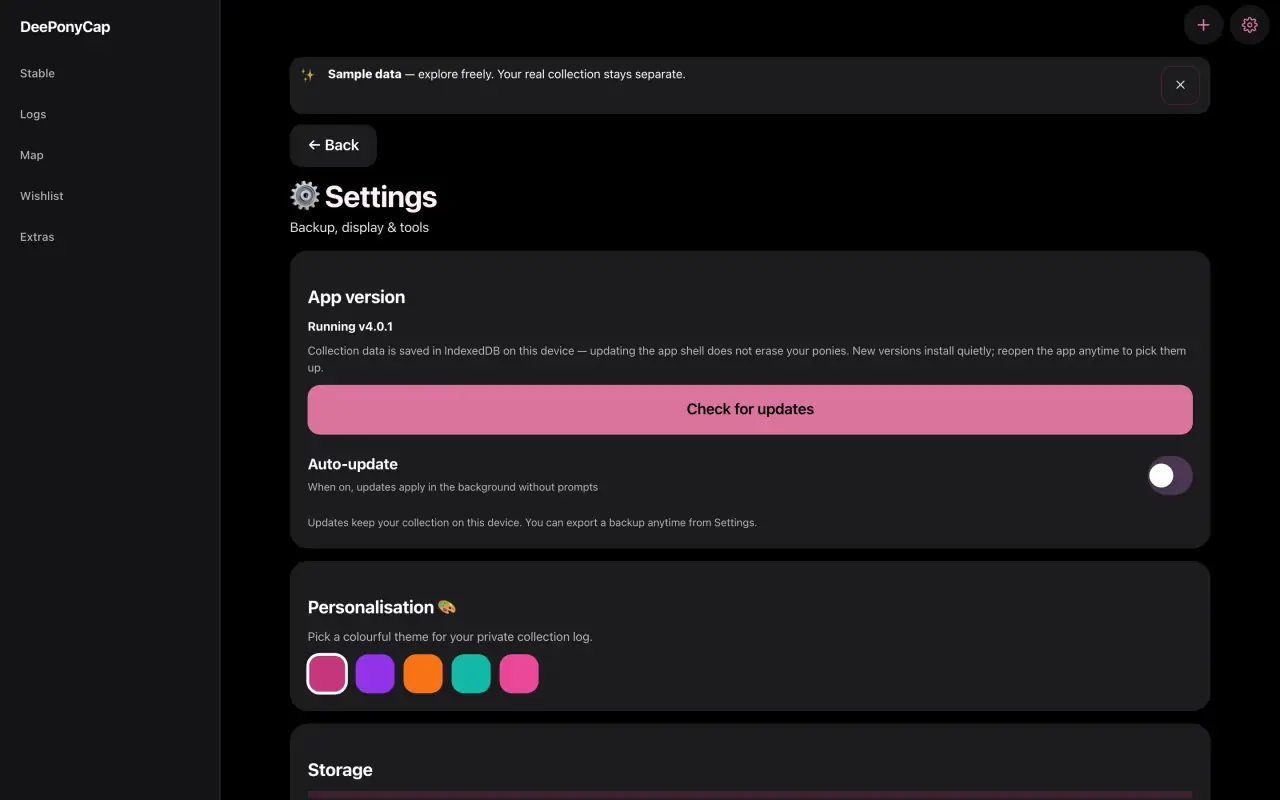 DeePonyCap
Stable
Logs
Map
Wishlist
Extras
Sample data — explore freely. Your real collection stays separate.
← Back
Settings
Backup, display & tools
App version
Running v4.0.1
Collection data is saved in IndexedDB on this device — updating the app shell does not erase your ponies. New versions install quietly; reopen the app anytime to pick them
up.
Check for updates
Auto-update
When on, updates apply in the background without prompts
Updates keep your collection on this device. You can export a backup anytime from Settings.
Personalisation
Pick a colourful theme for your private collection log.
Storage